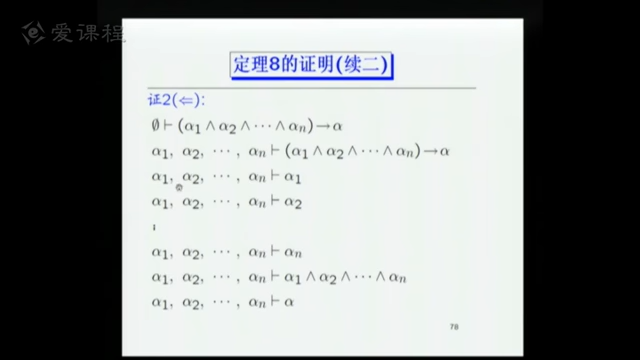 爱课程
定理8的证明(续二)
证2(⇐):
∅ ⊢ (α₁ ∧ α₂ ∧ ⋯ ∧ αₙ) → α
α₁, α₂, ⋯, αₙ ⊢ (α₁ ∧ α₂ ∧ ⋯ ∧ αₙ) → α
α₁, α₂, ⋯, αₙ ⊢ α₁
α₁, α₂, ⋯, αₙ ⊢ α₂
⋮
α₁, α₂, ⋯, αₙ ⊢ αₙ
α₁, α₂, ⋯, αₙ ⊢ α₁ ∧ α₂ ∧ ⋯ ∧ αₙ
α₁, α₂, ⋯, αₙ ⊢ α
78